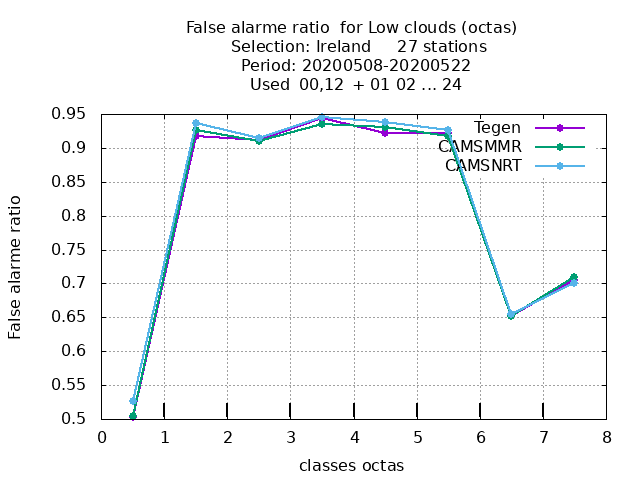 False alarme ratio  for Low clouds (octas)
Selection: Ireland     27 stations
Period: 20200508-20200522
Used  00,12  + 01 02 ... 24
0.95
0.9
0.85
0.8
0.75
0.7
0.65
0.6
0.55
0.5
False alarme ratio
Tegen
CAMSMMR
CAMSNRT
0 1 2 3 4 5 6 7 8
classes octas